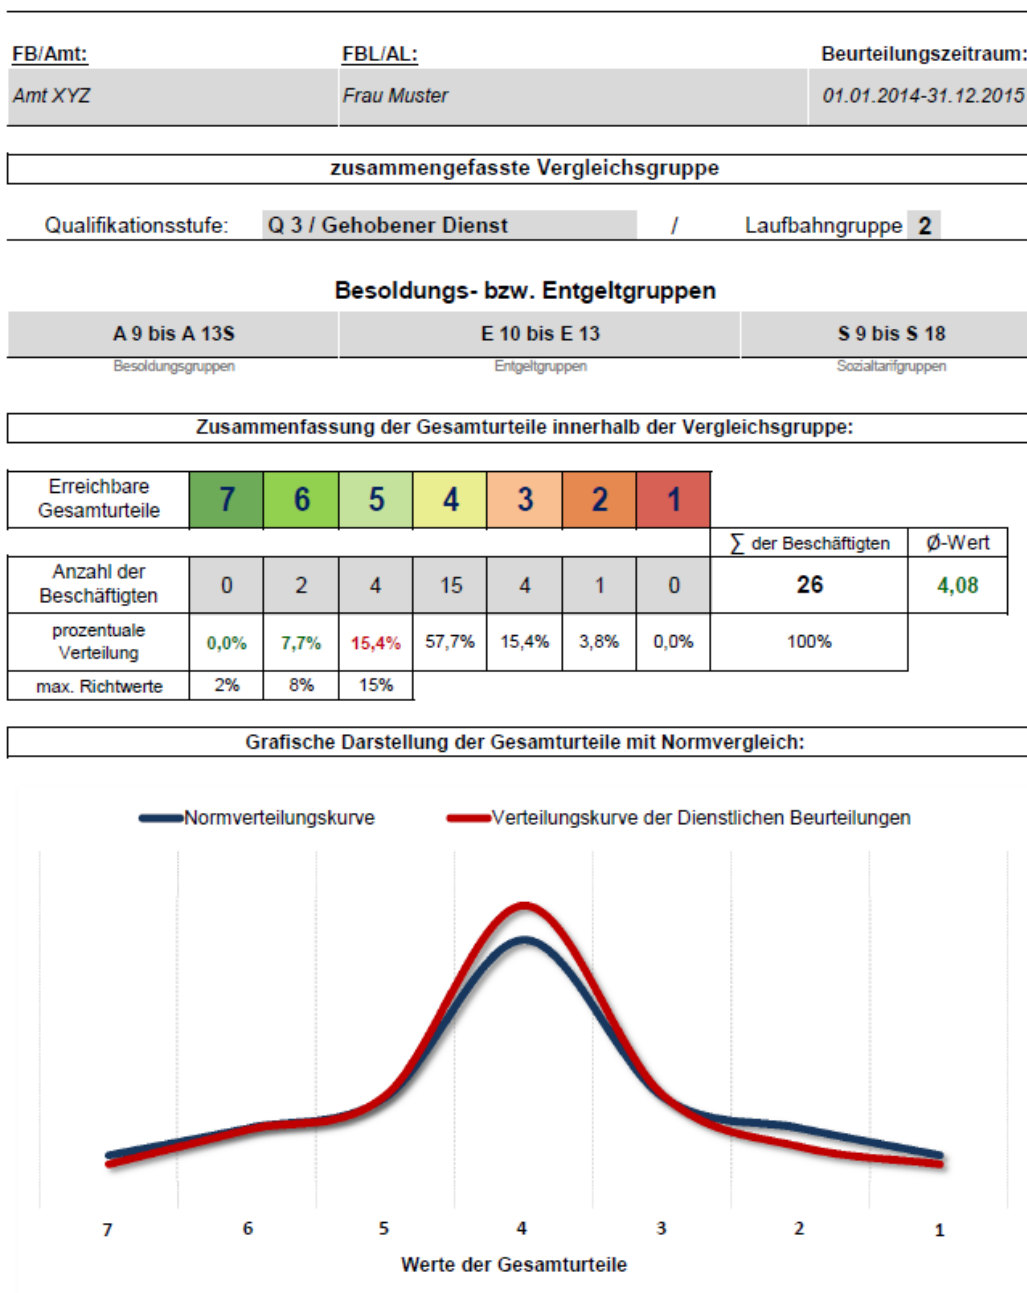 FB/Amt: FBL/AL: Beurteilungszeitraum:
Amt XYZ Frau Muster 01.01.2014-31.12.2015
zusammengefasste Vergleichsgruppe
Qualifikationsstufe: Q 3 / Gehobener Dienst / Laufbahngruppe 2
Besoldungs- bzw. Entgeltgruppen
A 9 bis A 13S E 10 bis E 13 S 9 bis S 18
Besoldungsgruppen Entgeltgruppen Sozialtarifgruppen
Zusammenfassung der Gesamturteile innerhalb der Vergleichsgruppe:
Erreichbare
Gesamturteile 7 6 5 4 3 2 1
∑ der Beschäftigten Ø-Wert
Anzahl der
Beschäftigten 0 2 4 15 4 1 0 26 4,08
prozentuale
Verteilung 0,0% 7,7% 15,4% 57,7% 15,4% 3,8% 0,0% 100%
max. Richtwerte 2% 8% 15%
Grafische Darstellung der Gesamturteile mit Normvergleich:
Normverteilungskurve Verteilungskurve der Dienstlichen Beurteilungen
7 6 5 4 3 2 1
Werte der Gesamturteile